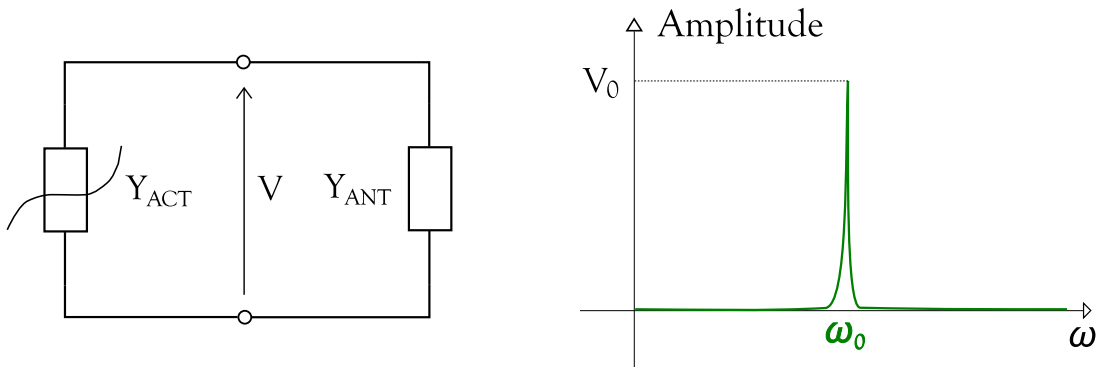 Y_ACT
V
Y_ANT
Amplitude
V_0
ω_0
ω